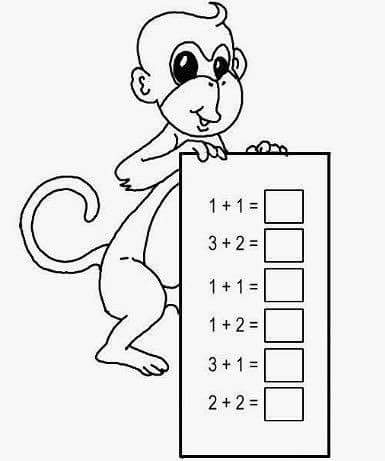 1 + 1 =
3 + 2 =
1 + 1 =
1 + 2 =
3 + 1 =
2 + 2 =